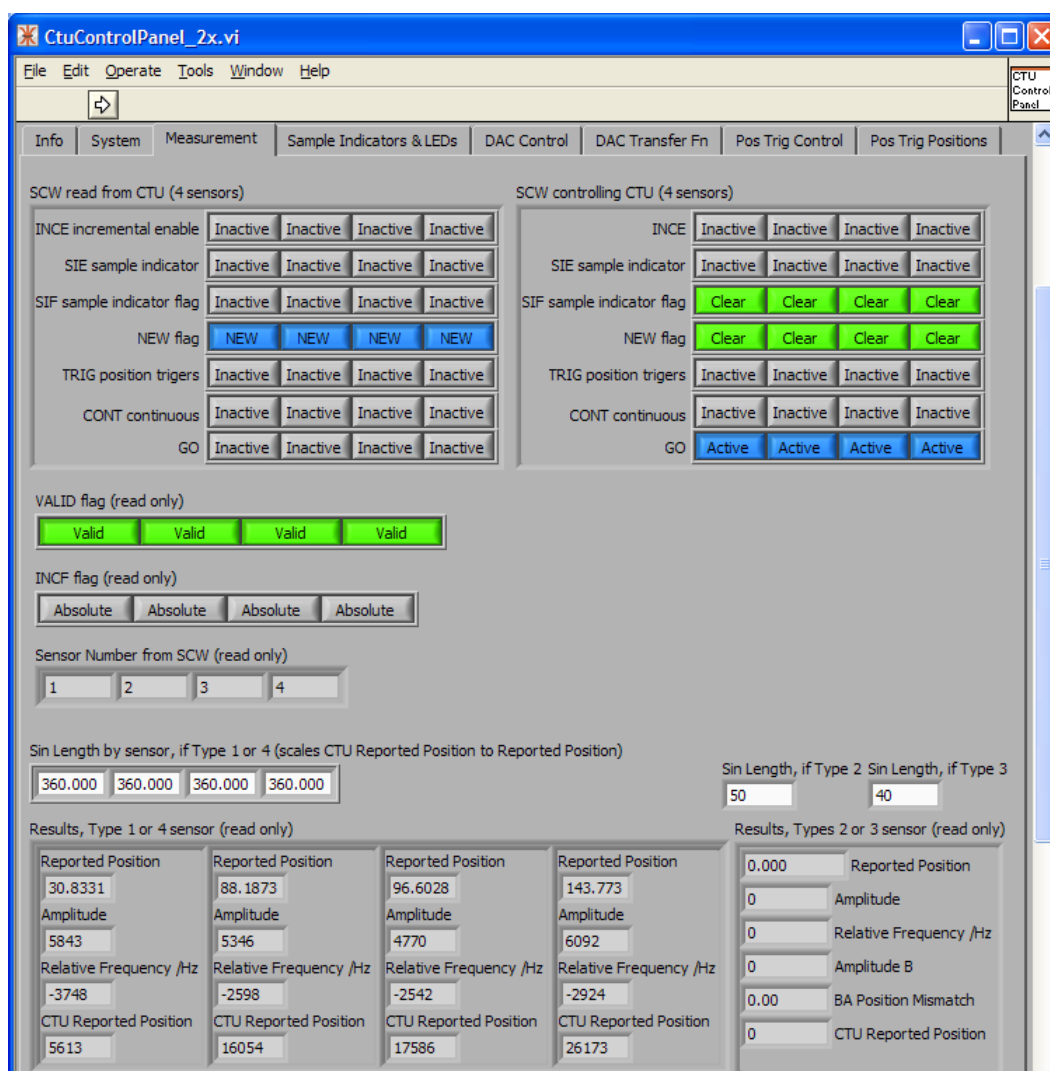 CtuControlPanel_2x.vi
File Edit Operate Tools Window Help
CTU
Control
Panel
Info System Measurement Sample Indicators & LEDs DAC Control DAC Transfer Fn Pos Trig Control Pos Trig Positions
SCW read from CTU (4 sensors)
INCE incremental enable Inactive Inactive Inactive Inactive
SIE sample indicator Inactive Inactive Inactive Inactive
SIF sample indicator flag Inactive Inactive Inactive Inactive
NEW flag NEW NEW NEW NEW
TRIG position trigers Inactive Inactive Inactive Inactive
CONT continuous Inactive Inactive Inactive Inactive
GO Inactive Inactive Inactive Inactive
SCW controlling CTU (4 sensors)
INCE Inactive Inactive Inactive Inactive
SIE sample indicator Inactive Inactive Inactive Inactive
SIF sample indicator flag Clear Clear Clear Clear
NEW flag Clear Clear Clear Clear
TRIG position trigers Inactive Inactive Inactive Inactive
CONT continuous Inactive Inactive Inactive Inactive
GO Active Active Active Active
VALID flag (read only)
Valid Valid Valid Valid
INCF flag (read only)
Absolute Absolute Absolute Absolute
Sensor Number from SCW (read only)
1 2 3 4
Sin Length by sensor, if Type 1 or 4 (scales CTU Reported Position to Reported Position)
360.000 360.000 360.000 360.000
Sin Length, if Type 2 Sin Length, if Type 3
50 40
Results, Type 1 or 4 sensor (read only)
Reported Position Reported Position Reported Position Reported Position
30.8331 88.1873 96.6028 143.773
Amplitude Amplitude Amplitude Amplitude
5843 5346 4770 6092
Relative Frequency /Hz Relative Frequency /Hz Relative Frequency /Hz Relative Frequency /Hz
-3748 -2598 -2542 -2924
CTU Reported Position CTU Reported Position CTU Reported Position CTU Reported Position
5613 16054 17586 26173
Results, Types 2 or 3 sensor (read only)
0.000 Reported Position
0 Amplitude
0 Relative Frequency /Hz
0 Amplitude B
0.00 BA Position Mismatch
0 CTU Reported Position